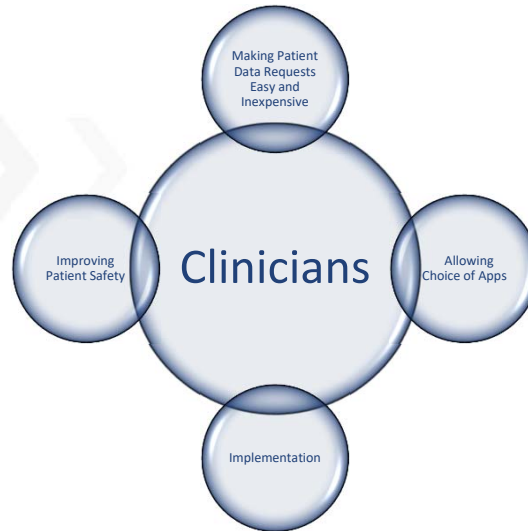 Making Patient
Data Requests
Easy and
Inexpensive
Improving
Patient Safety
Clinicians
Allowing
Choice of Apps
Implementation